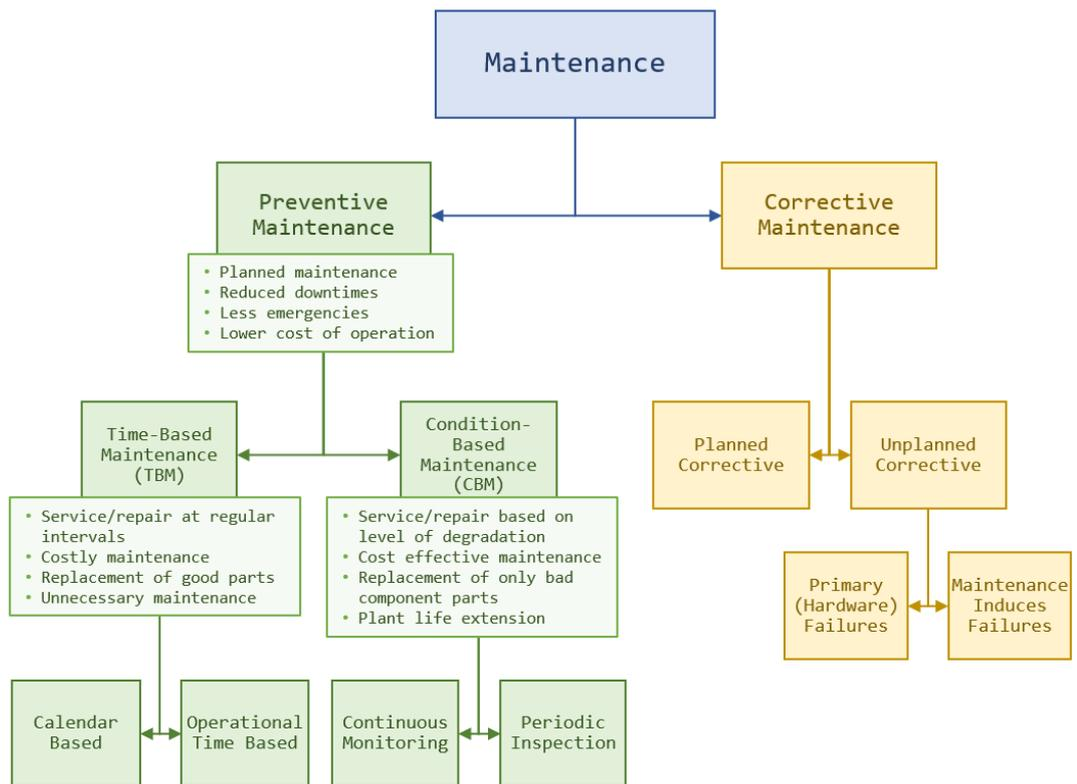 Maintenance
Preventive
Maintenance
• Planned maintenance
• Reduced downtimes
• Less emergencies
• Lower cost of operation
Corrective
Maintenance
Time-Based
Maintenance
(TBM)
• Service/repair at regular
intervals
• Costly maintenance
• Replacement of good parts
• Unnecessary maintenance
Condition-
Based
Maintenance
(CBM)
• Service/repair based on
level of degradation
• Cost effective maintenance
• Replacement of only bad
component parts
• Plant life extension
Planned
Corrective
Unplanned
Corrective
Primary
(Hardware)
Failures
Maintenance
Induces
Failures
Calendar
Based
Operational
Time Based
Continuous
Monitoring
Periodic
Inspection